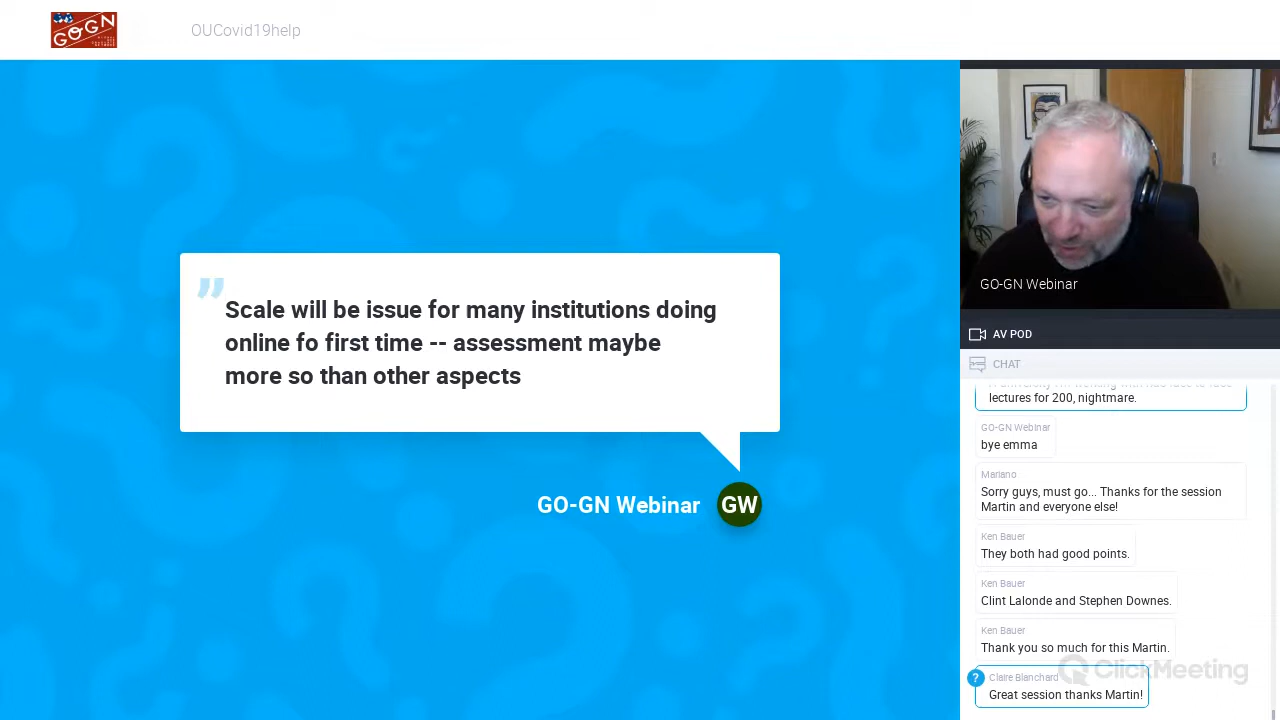 GO-GN
OUCovid19help
Scale will be issue for many institutions doing
online fo first time -- assessment maybe
more so than other aspects
GO-GN Webinar
GW
GO-GN Webinar
AV POD
CHAT
lectures for 200, nightmare.
GO-GN Webinar
bye emma
Mariano
Sorry guys, must go... Thanks for the session
Martin and everyone else!
Ken Bauer
They both had good points.
Ken Bauer
Clint Lalonde and Stephen Downes.
Ken Bauer
Thank you so much for this Martin.
ClickMeeting
? Claire Blanchard
Great session thanks Martin!